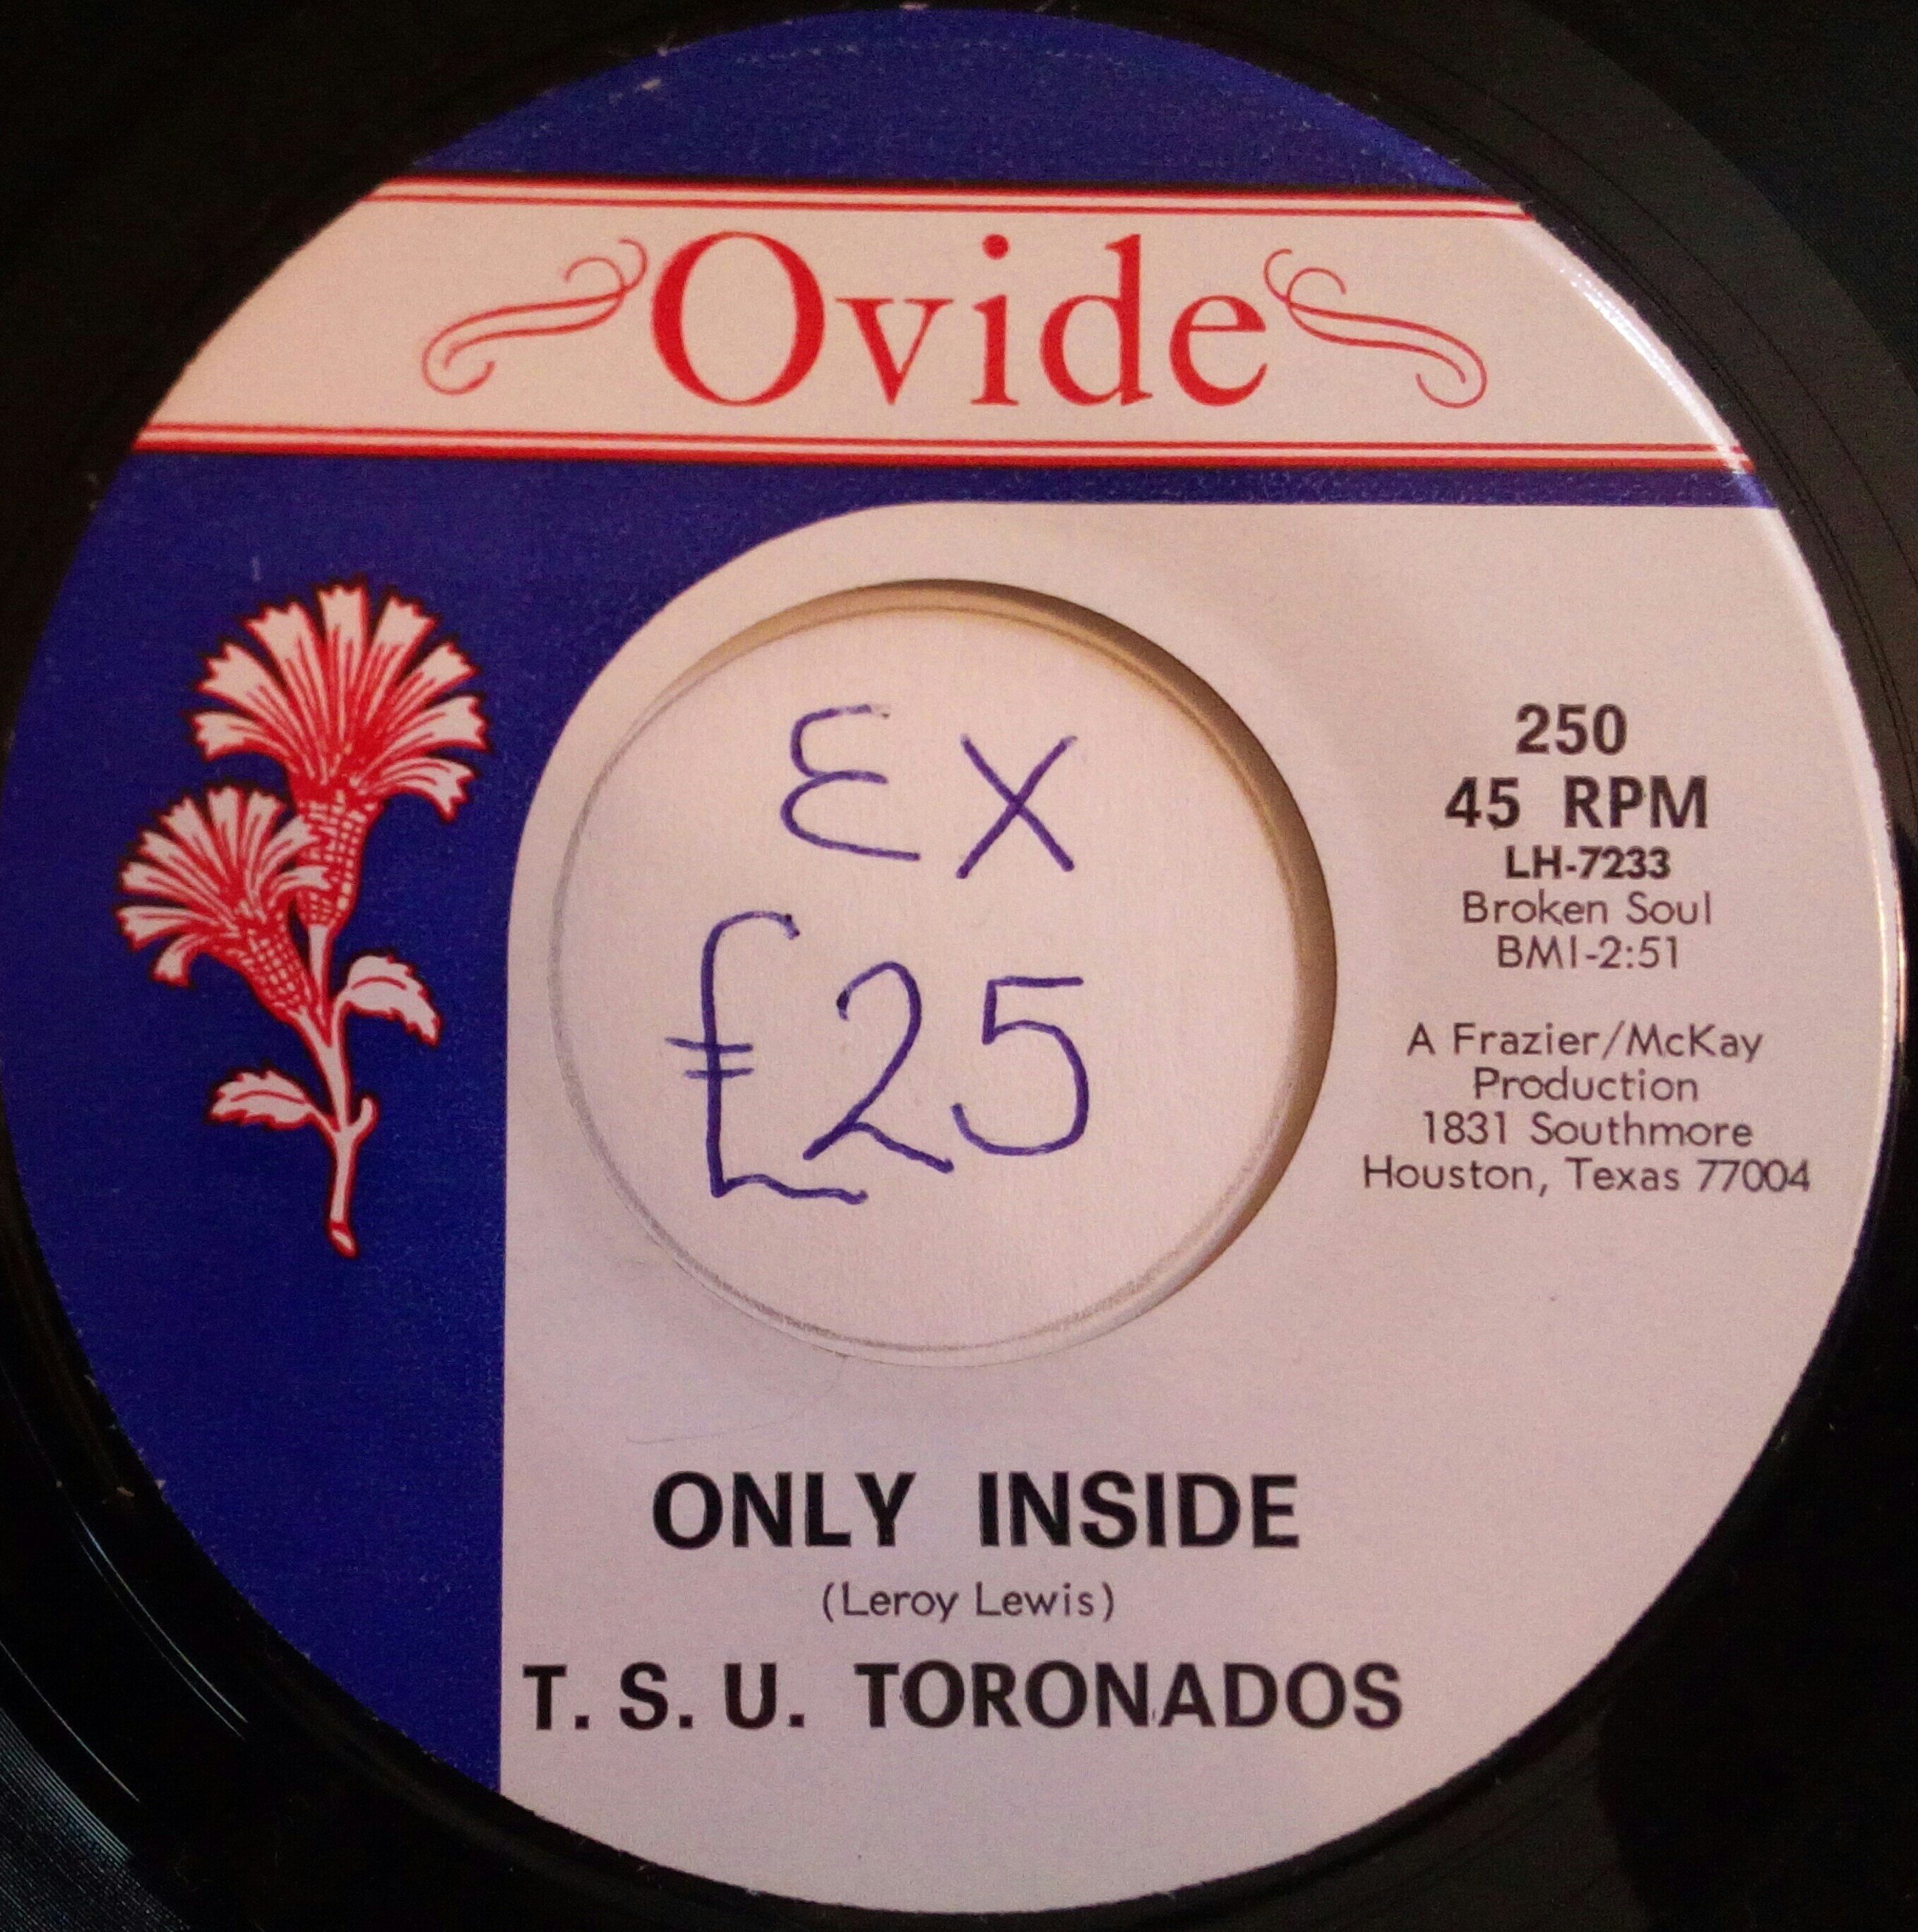 Ovide
EX
£25
250
45 RPM
LH-7233
Broken Soul
BMI-2:51
A Frazier/McKay
Production
1831 Southmore
Houston, Texas 77004
ONLY INSIDE
(Leroy Lewis)
T. S. U. TORONADOS